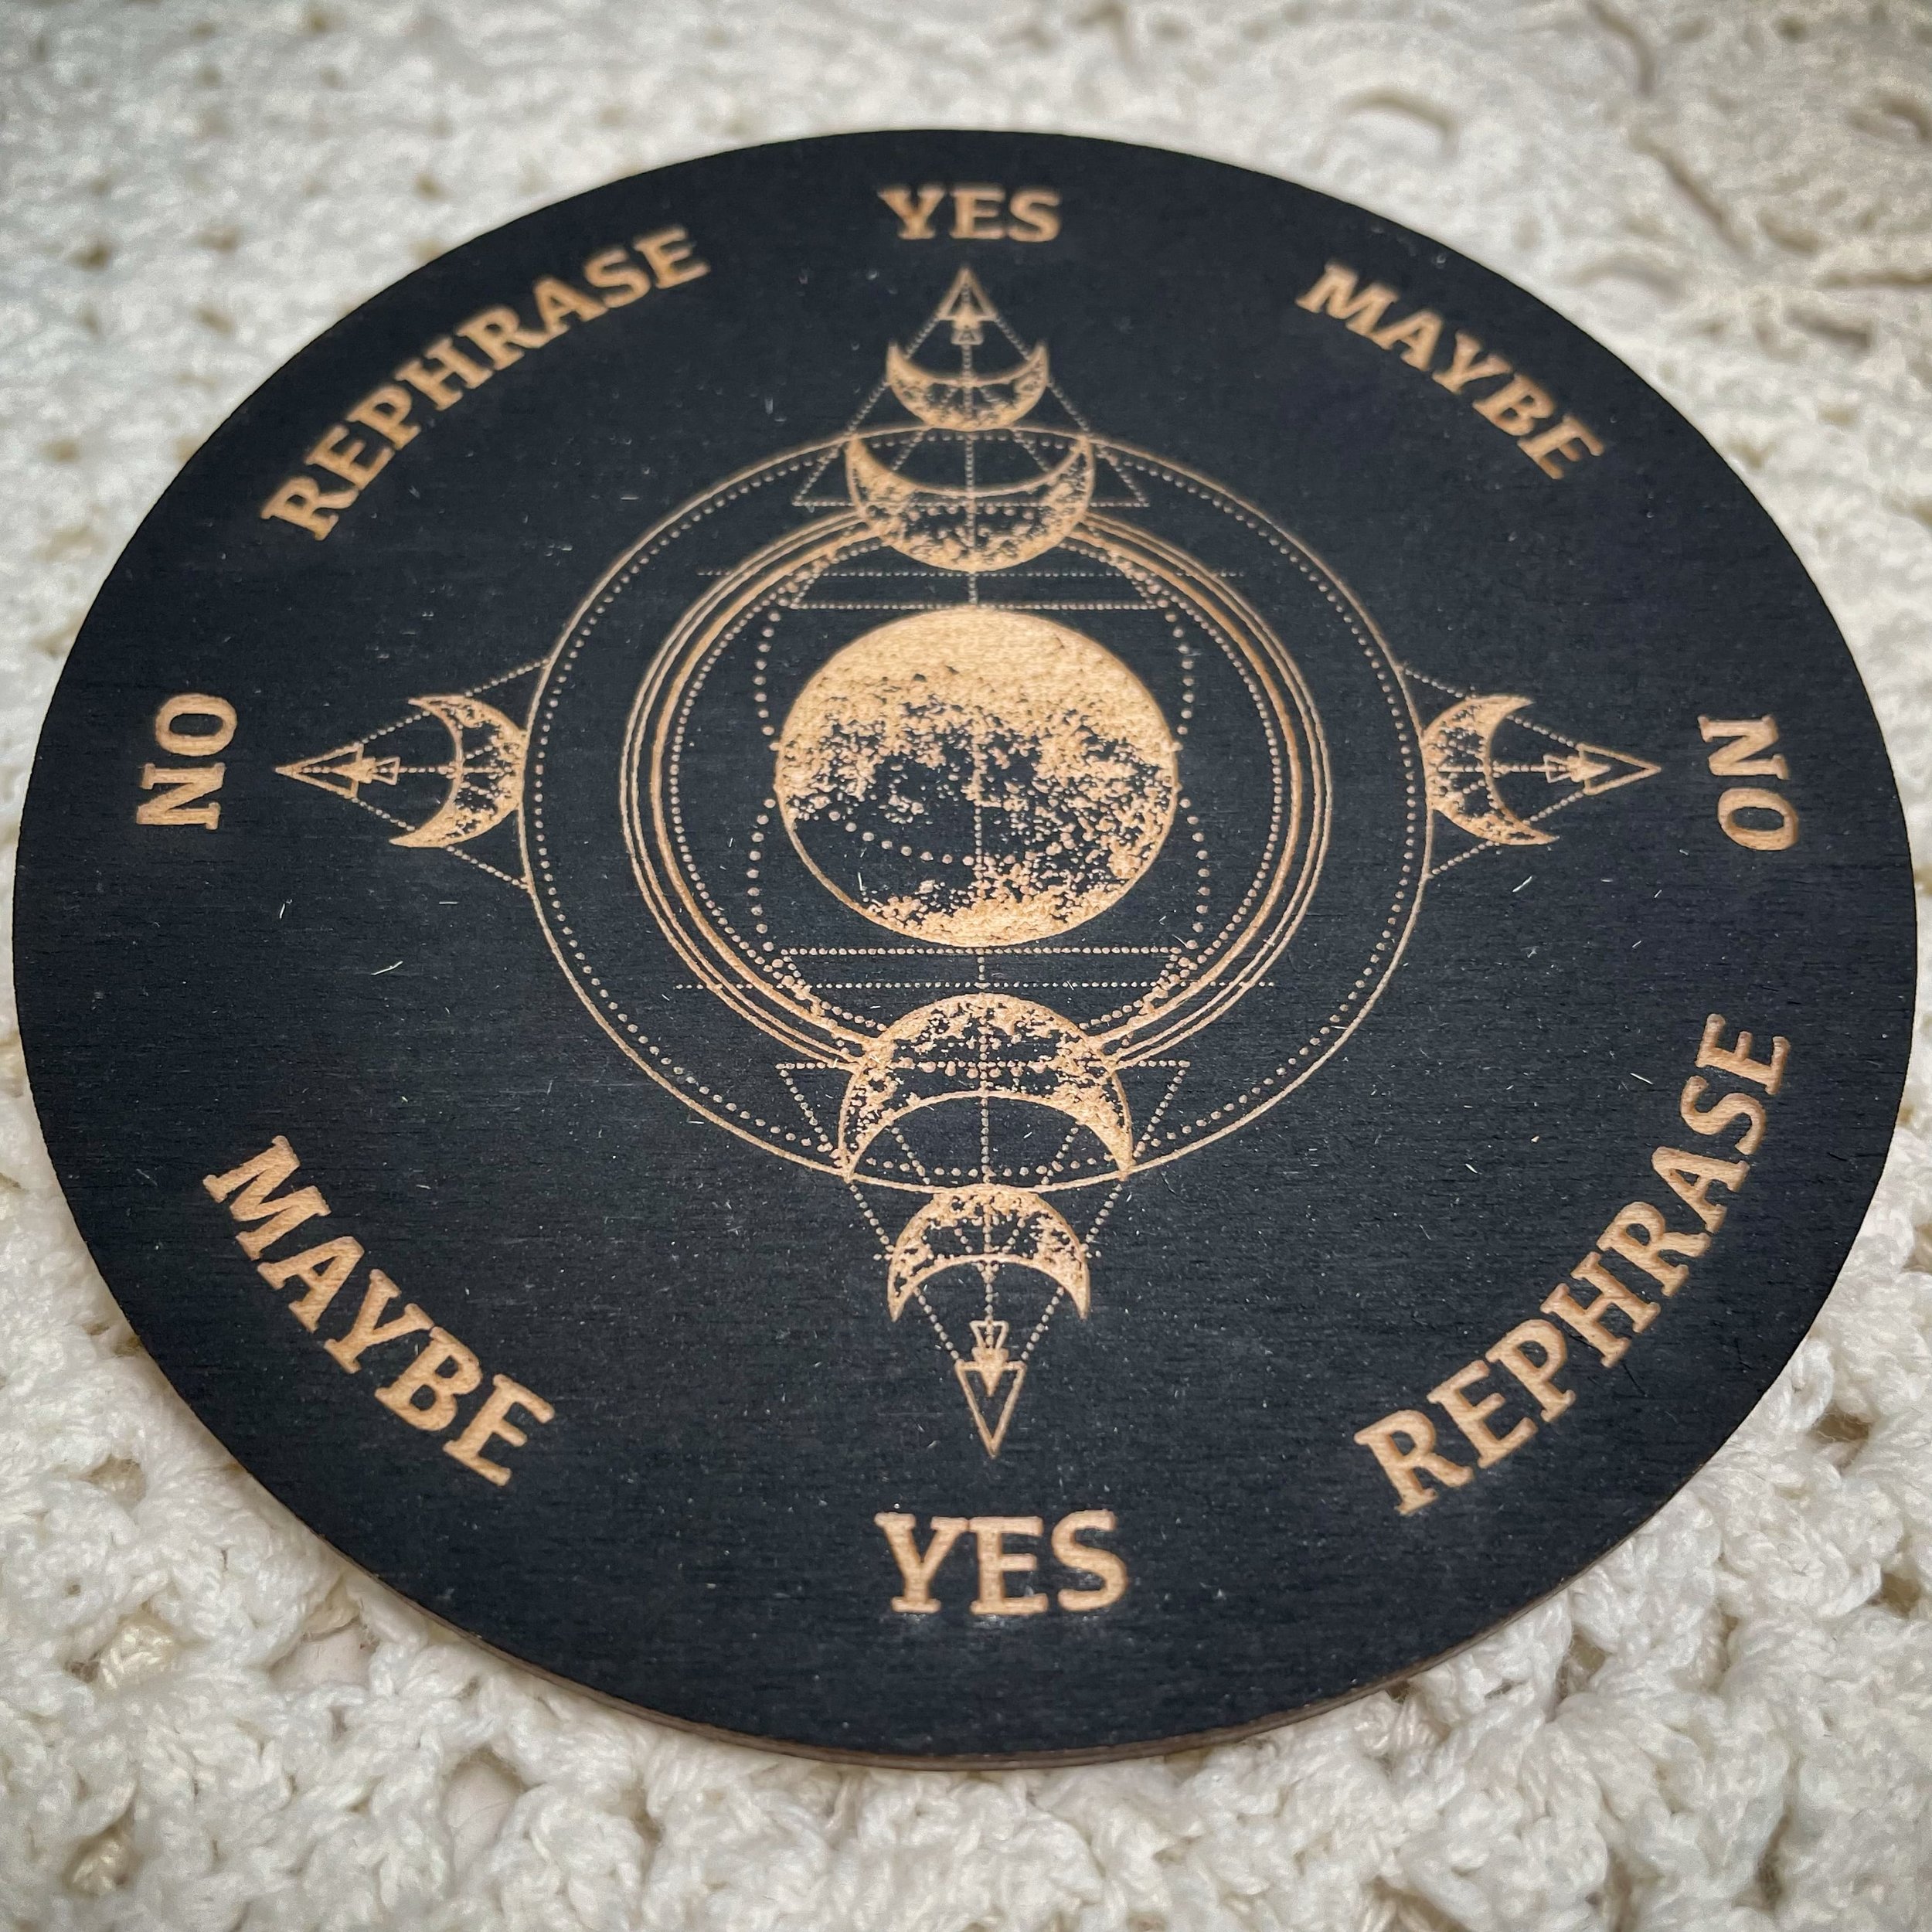 YES
MAYBE
NO
REPHRASE
YES
MAYBE
NO
REPHRASE